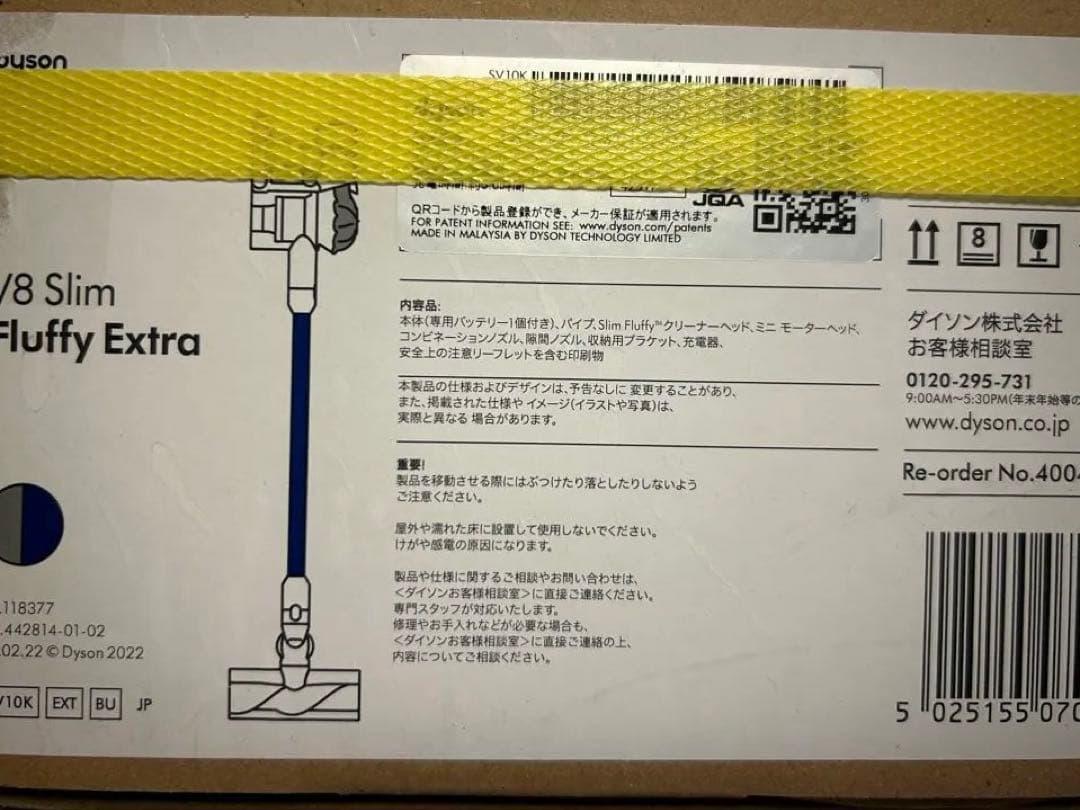 dyson
SV10K
充電時間:約5.0時間
JQA
QRコードから製品登録ができ、メーカー保証が適用されます。
FOR PATENT INFORMATION SEE: www.dyson.com/patents
MADE IN MALAYSIA BY DYSON TECHNOLOGY LIMITED
8
V8 Slim
Fluffy Extra
内容品:
本体(専用バッテリー1個付き)、パイプ、Slim Fluffy™クリーナーヘッド、ミニ モーターヘッド、
コンビネーションノズル、隙間ノズル、収納用ブラケット、充電器、
安全上の注意リーフレットを含む印刷物
本製品の仕様およびデザインは、予告なしに 変更することがあり、
また、掲載された仕様や イメージ(イラストや写真)は、
実際と異なる 場合があります。
重要!
製品を移動させる際にはぶつけたり落としたりしないよう
ご注意ください。
屋外や濡れた床に設置して使用しないでください。
けがや感電の原因になります。
製品や仕様に関するご相談やお問い合わせは、
<ダイソンお客様相談室>に直接ご連絡ください。
専門スタッフが対応いたします。
修理やお手入れなどが必要な場合も、
<ダイソンお客様相談室>に直接ご連絡の上、
内容についてご相談ください。
ダイソン株式会社
お客様相談室
0120-295-731
9:00AM〜5:30PM(年末年始等の
www.dyson.co.jp
Re-order No.400
.118377
.442814-01-02
.02.22 © Dyson 2022
V10K EXT BU JP
5 025155 070